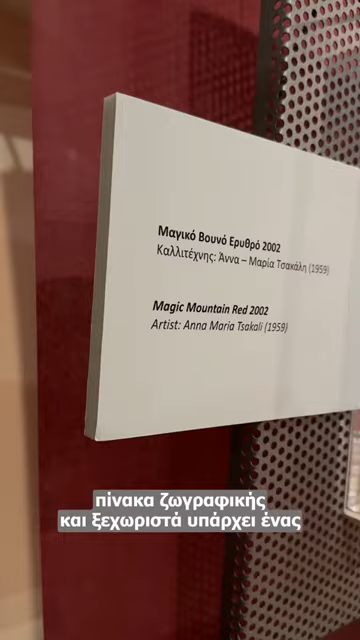 Μαγικό Βουνό Ερυθρό 2002
Καλλιτέχνης: Άννα – Μαρία Τσακάλη (1959)
Magic Mountain Red 2002
Artist: Anna Maria Tsakali (1959)
πίνακα ζωγραφικής
και ξεχωριστά υπάρχει ένας